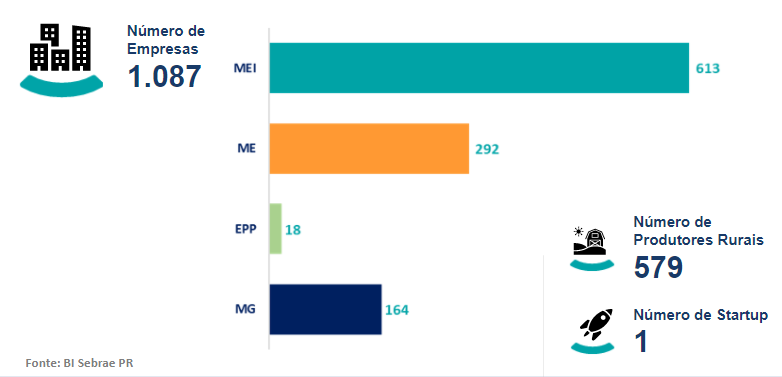 Número de
Empresas
1.087
MEI
613
ME
292
EPP
18
MG
164
Número de
Produtores Rurais
579
Número de Startup
1
Fonte: BI Sebrae PR